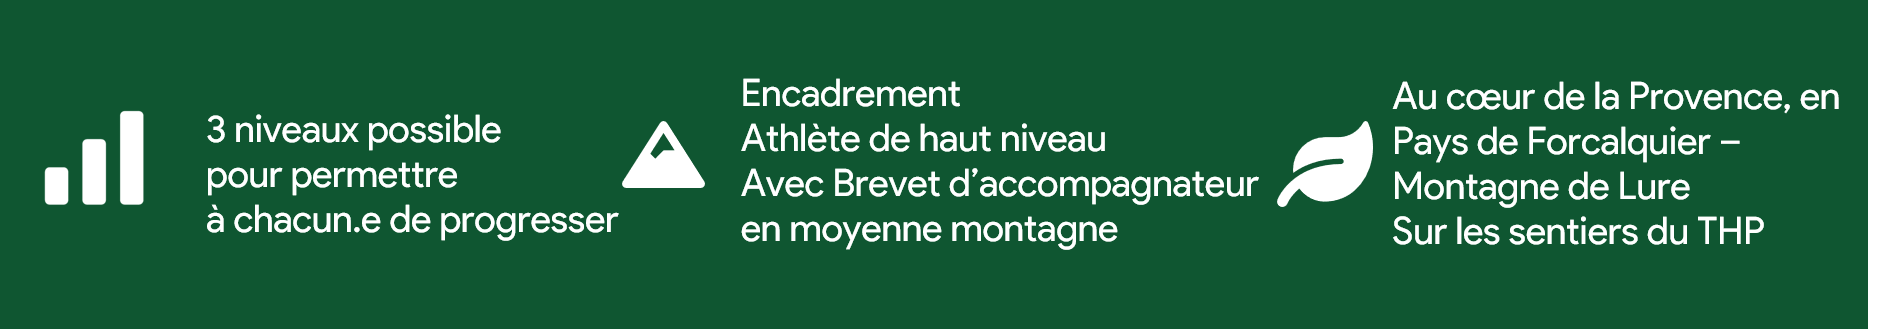 3 niveaux possible
pour permettre
à chacun.e de progresser
Encadrement
Athlète de haut niveau
Avec Brevet d’accompagnateur
en moyenne montagne
Au cœur de la Provence, en
Pays de Forcalquier –
Montagne de Lure
Sur les sentiers du THP